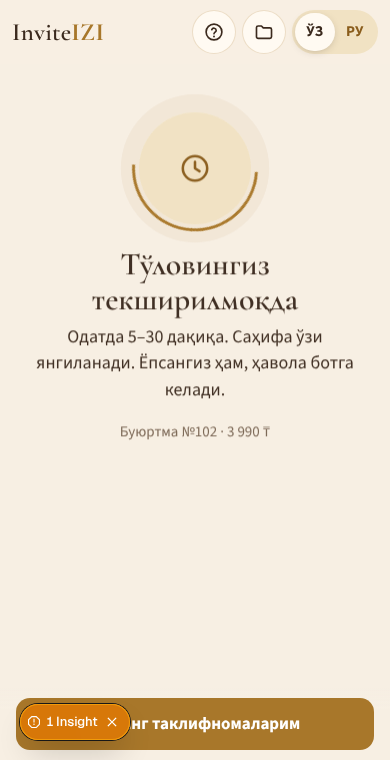 InviteIZI
ЎЗ
РУ
Тўловингиз
текширилмоқда
Одатда 5–30 дақиқа. Саҳифа ўзи
янгиланади. Ёпсангиз ҳам, ҳавола ботга
келади.
Буюртма №102 · 3 990 ₸
1 Insight
таклифномаларим